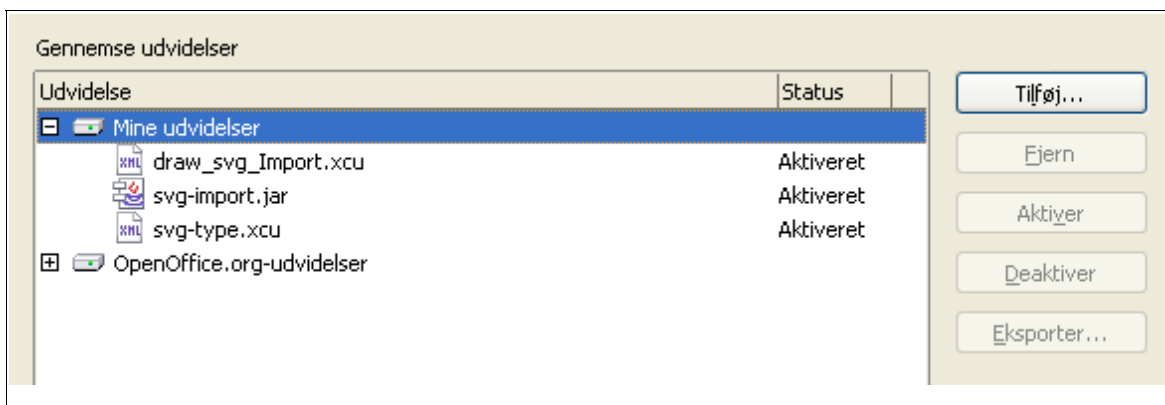 Gennemse udvidelser
Udvidelse Status
Mine udvidelser
draw_svg_Import.xcu Aktiveret
svg-import.jar Aktiveret
svg-type.xcu Aktiveret
OpenOffice.org-udvidelser
Tilføj...
Fjern
Aktiver
Deaktiver
Eksporter...